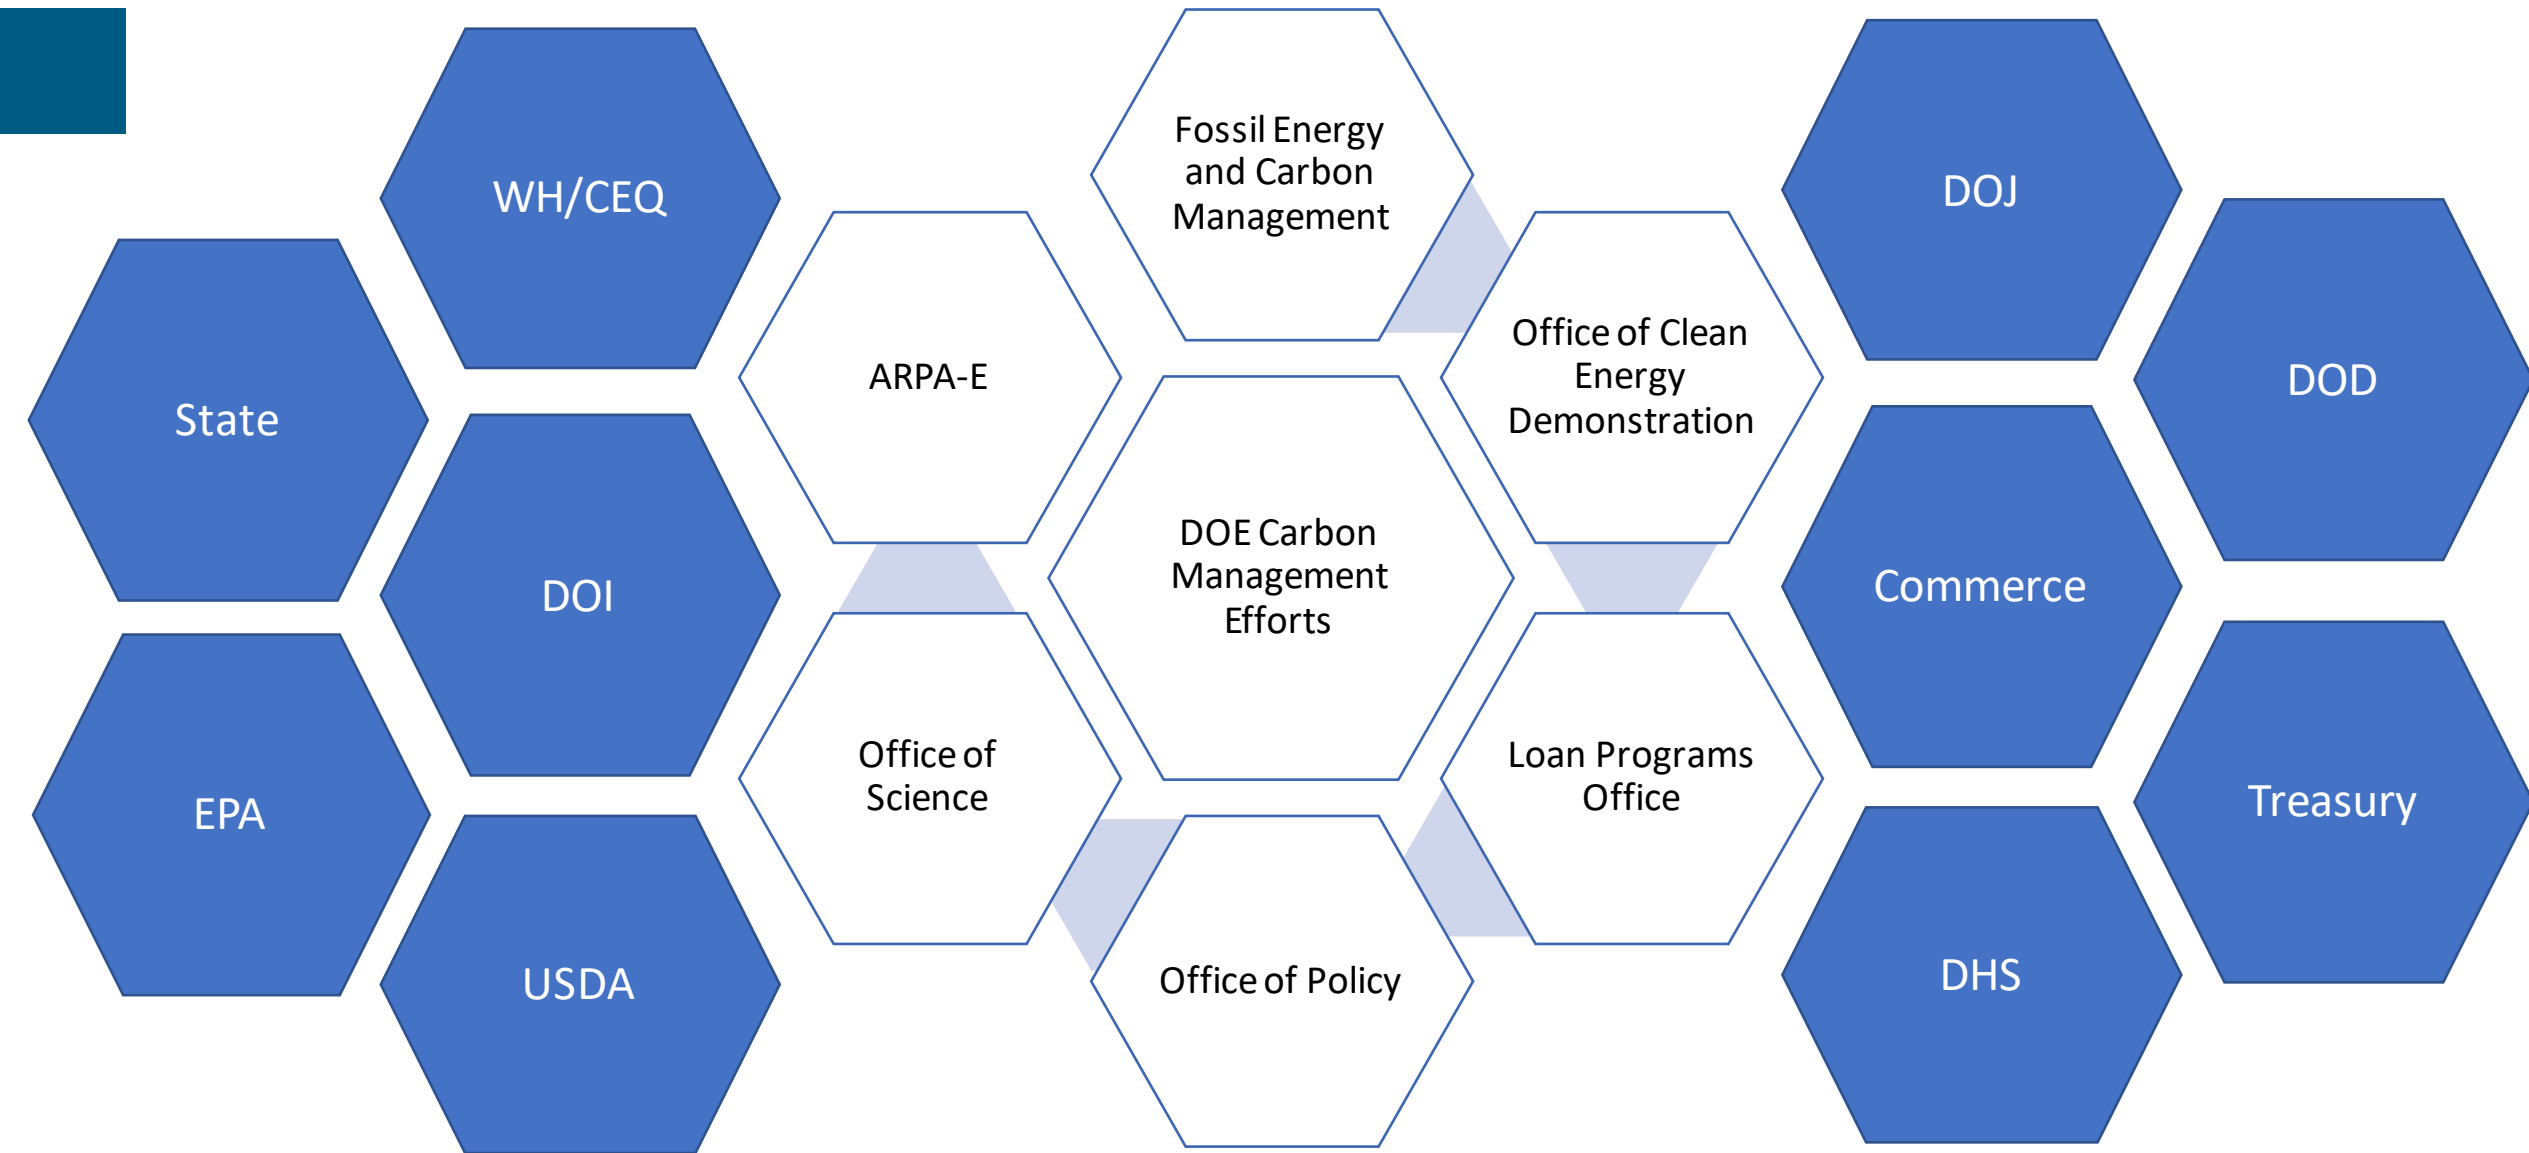 WH/CEQ
State
DOI
EPA
USDA
Fossil Energy
and Carbon
Management
ARPA-E
Office of Clean
Energy
Demonstration
DOE Carbon
Management
Efforts
Office of
Science
Loan Programs
Office
Office of Policy
DOJ
DOD
Commerce
Treasury
DHS